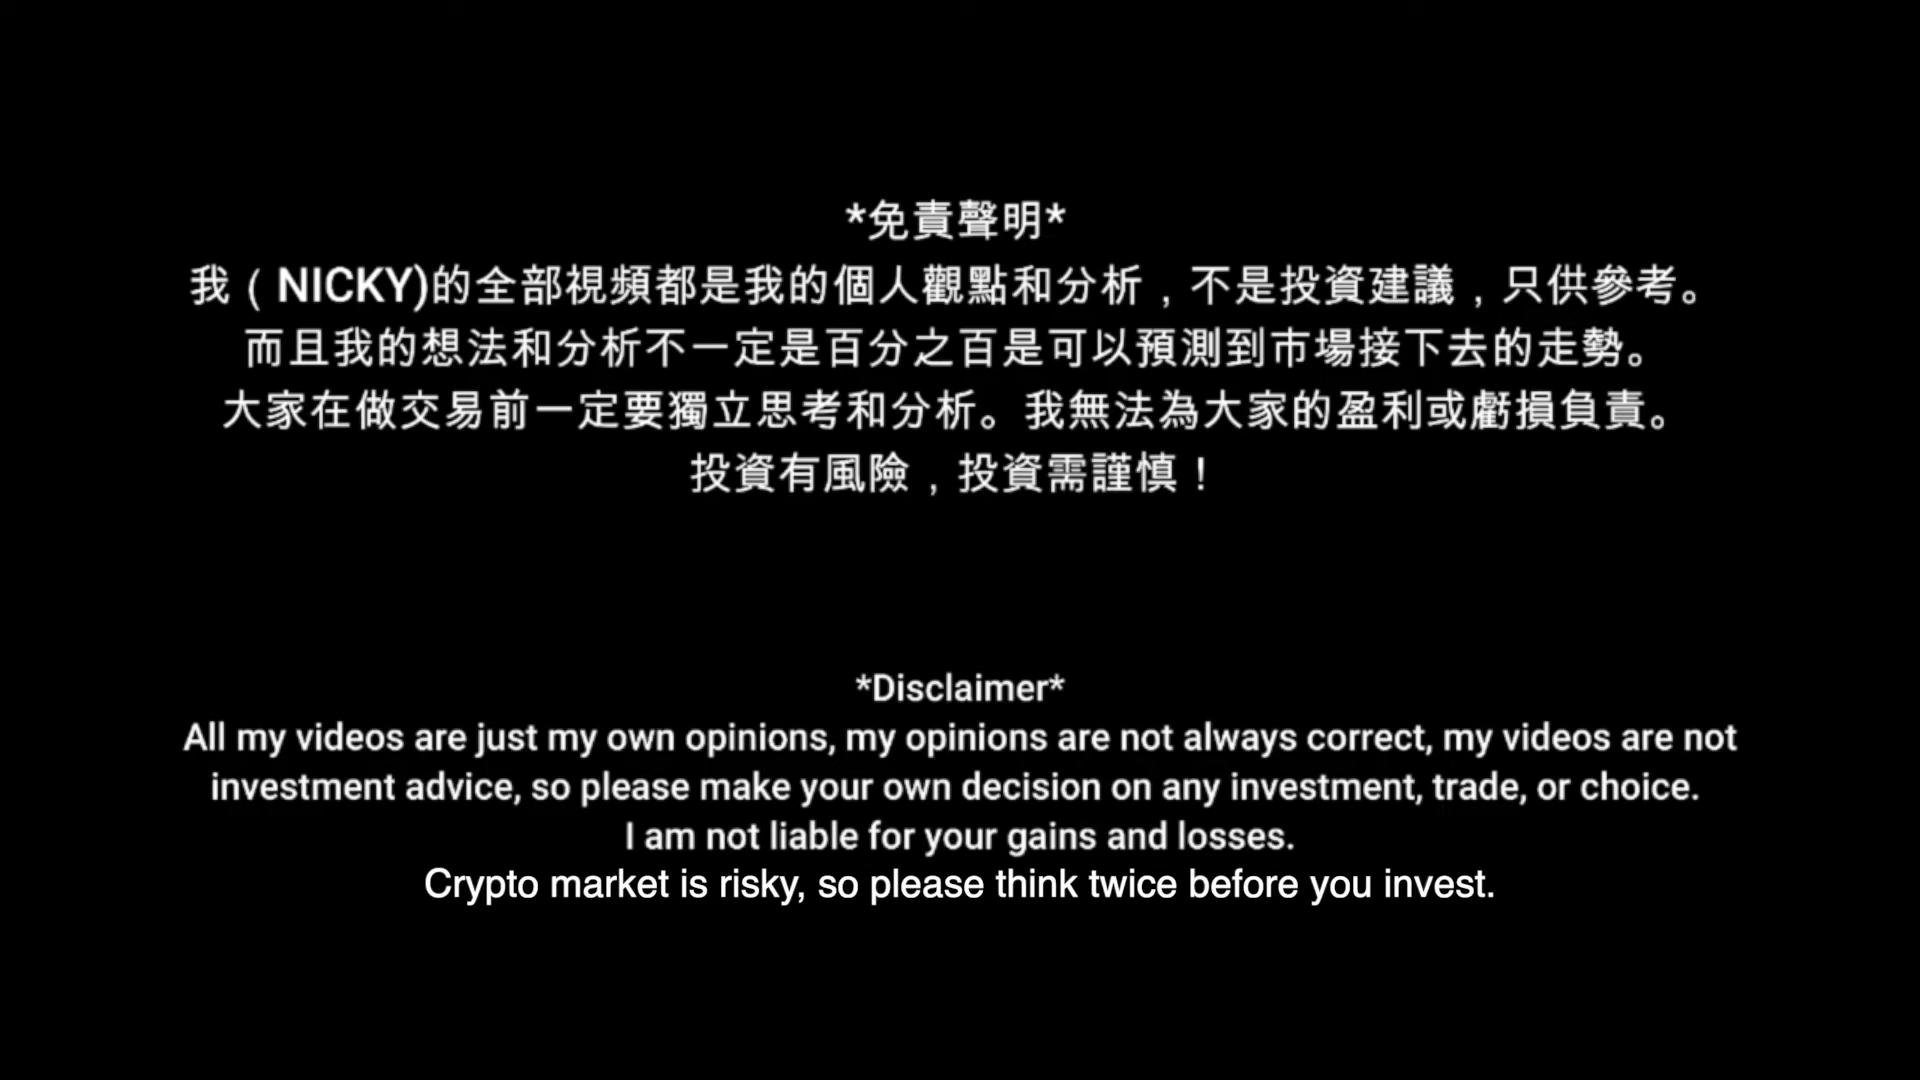 *免責聲明*
我（NICKY)的全部視頻都是我的個人觀點和分析，不是投資建議，只供參考。
而且我的想法和分析不一定是百分之百是可以預測到市場接下去的走勢。
大家在做交易前一定要獨立思考和分析。我無法為大家的盈利或虧損負責。
投資有風險，投資需謹慎！
*Disclaimer*
All my videos are just my own opinions, my opinions are not always correct, my videos are not
investment advice, so please make your own decision on any investment, trade, or choice.
I am not liable for your gains and losses.
Crypto market is risky, so please think twice before you invest.